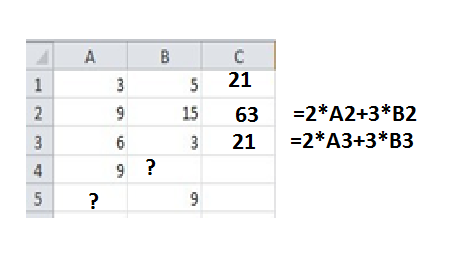 A B C
1 3 5 21
2 9 15 63 =2*A2+3*B2
3 6 3 21 =2*A3+3*B3
4 9 ?
5 ? 9